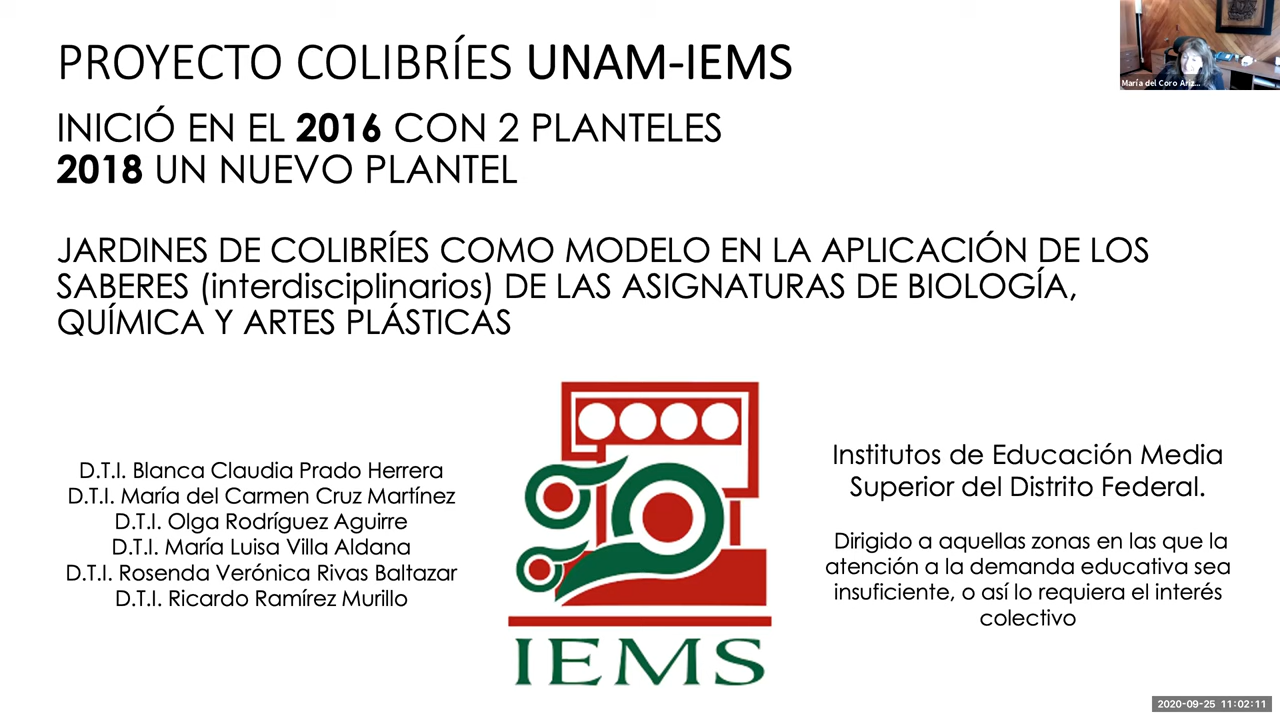 PROYECTO COLIBRÍES UNAM-IEMS
INICIÓ EN EL 2016 CON 2 PLANTELES
2018 UN NUEVO PLANTEL
JARDINES DE COLIBRÍES COMO MODELO EN LA APLICACIÓN DE LOS
SABERES (interdisciplinarios) DE LAS ASIGNATURAS DE BIOLOGÍA,
QUÍMICA Y ARTES PLÁSTICAS
D.T.I. Blanca Claudia Prado Herrera
D.T.I. María del Carmen Cruz Martínez
D.T.I. Olga Rodríguez Aguirre
D.T.I. María Luisa Villa Aldana
D.T.I. Rosenda Verónica Rivas Baltazar
D.T.I. Ricardo Ramírez Murillo
IEMS
Institutos de Educación Media
Superior del Distrito Federal.
Dirigido a aquellas zonas en las que la
atención a la demanda educativa sea
insuficiente, o así lo requiera el interés
colectivo
María del Coro Ariz...
2020-09-25 11:02:11